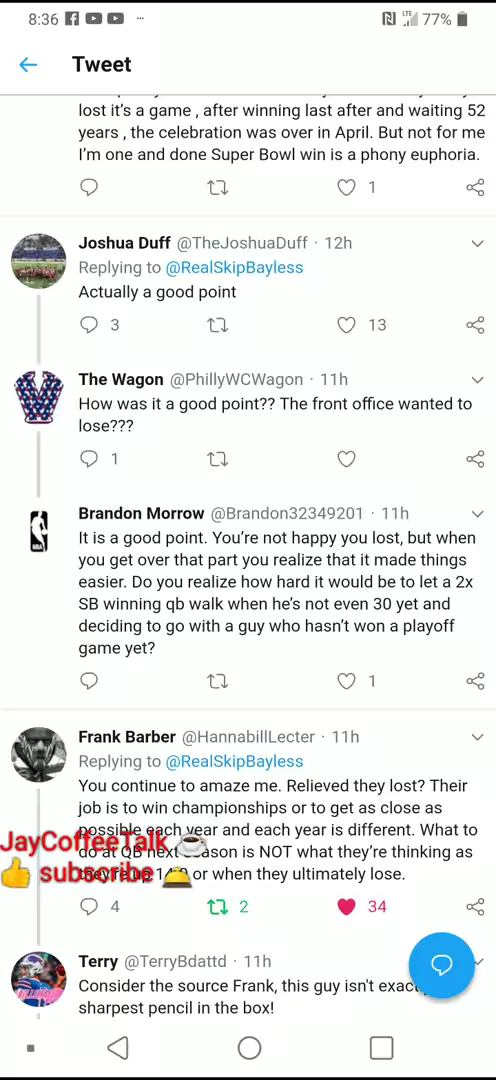 8:36
LTE 77%
Tweet
lost it's a game , after winning last after and waiting 52
years , the celebration was over in April. But not for me
I'm one and done Super Bowl win is a phony euphoria.
1
Joshua Duff @TheJoshuaDuff · 12h
Replying to @RealSkipBayless
Actually a good point
3 13
The Wagon @PhillyWCWagon · 11h
How was it a good point?? The front office wanted to
lose???
1
Brandon Morrow @Brandon32349201 · 11h
It is a good point. You're not happy you lost, but when
you get over that part you realize that it made things
easier. Do you realize how hard it would be to let a 2x
SB winning qb walk when he's not even 30 yet and
deciding to go with a guy who hasn't won a playoff
game yet?
1
Frank Barber @HannabillLecter · 11h
Replying to @RealSkipBayless
You continue to amaze me. Relieved they lost? Their
job is to win championships or to get as close as
possible each year and each year is different. What to
JayCoffeeTalk
do at QB next season is NOT what they're thinking as
subscribe
they're up 14-0 or when they ultimately lose.
4 2 34
Terry @TerryBdattd · 11h
Consider the source Frank, this guy isn't
sharpest pencil in the box!